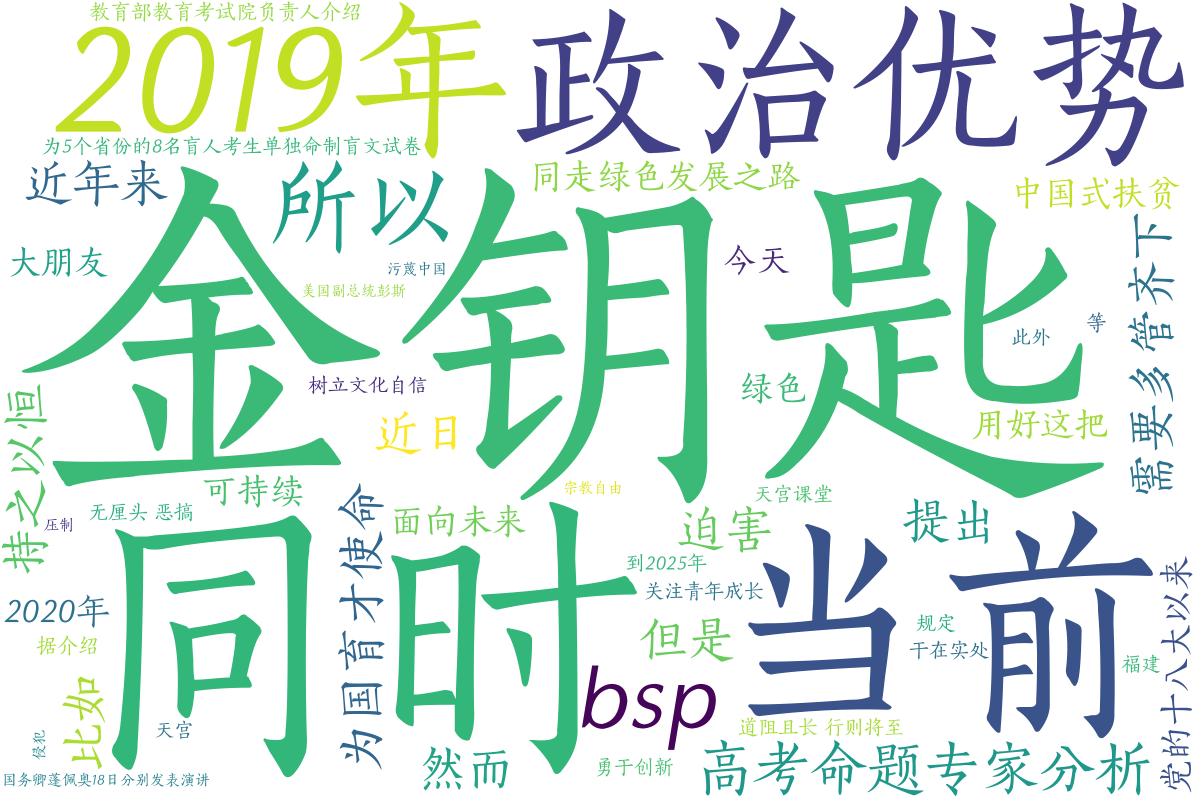 教育部教育考试院负责人介绍
2019年
政治优势
为5个省份的8名盲人考生单独命制盲文试卷
近年来
所以
同走绿色发展之路
中国式扶贫
大朋友
污蔑中国
今天
美国副总统彭斯
金钥匙
需要多管齐下
此外
等
树立文化自信
绿色
持之以恒
近日
用好这把
可持续
宗教自由
天宫课堂
无厘头 恶搞
压制
为国育才使命
面向未来
迫害
提出
同时
当前
到2025年
关注青年成长
2020年
据介绍
但是
规定
干在实处
福建
党的十八大以来
比如
bsp
天宫
道阻且长 行则将至
侵犯
然而
勇于创新
高考命题专家分析
国务卿蓬佩奥18日分别发表演讲